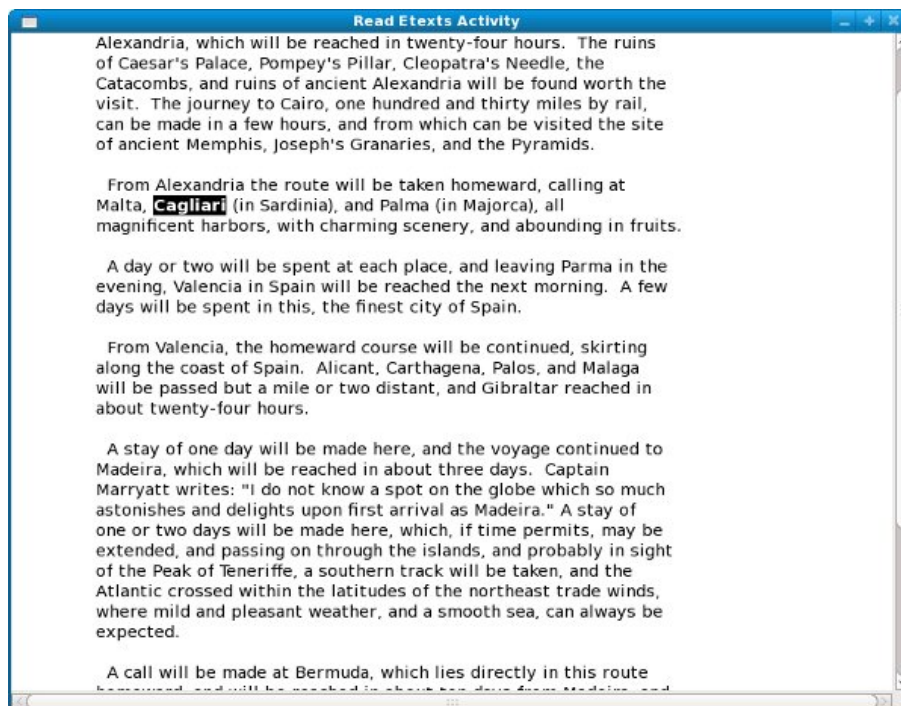 Read Etexts Activity
Alexandria, which will be reached in twenty-four hours.  The ruins
of Caesar's Palace, Pompey's Pillar, Cleopatra's Needle, the
Catacombs, and ruins of ancient Alexandria will be found worth the
visit.  The journey to Cairo, one hundred and thirty miles by rail,
can be made in a few hours, and from which can be visited the site
of ancient Memphis, Joseph's Granaries, and the Pyramids.
From Alexandria the route will be taken homeward, calling at
Malta, Cagliari (in Sardinia), and Palma (in Majorca), all
magnificent harbors, with charming scenery, and abounding in fruits.
A day or two will be spent at each place, and leaving Parma in the
evening, Valencia in Spain will be reached the next morning.  A few
days will be spent in this, the finest city of Spain.
From Valencia, the homeward course will be continued, skirting
along the coast of Spain.  Alicant, Carthagena, Palos, and Malaga
will be passed but a mile or two distant, and Gibraltar reached in
about twenty-four hours.
A stay of one day will be made here, and the voyage continued to
Madeira, which will be reached in about three days.  Captain
Marryatt writes: "I do not know a spot on the globe which so much
astonishes and delights upon first arrival as Madeira." A stay of
one or two days will be made here, which, if time permits, may be
extended, and passing on through the islands, and probably in sight
of the Peak of Teneriffe, a southern track will be taken, and the
Atlantic crossed within the latitudes of the northeast trade winds,
where mild and pleasant weather, and a smooth sea, can always be
expected.
A call will be made at Bermuda, which lies directly in this route
homeward, and will be reached in about ten days from Madeira, and